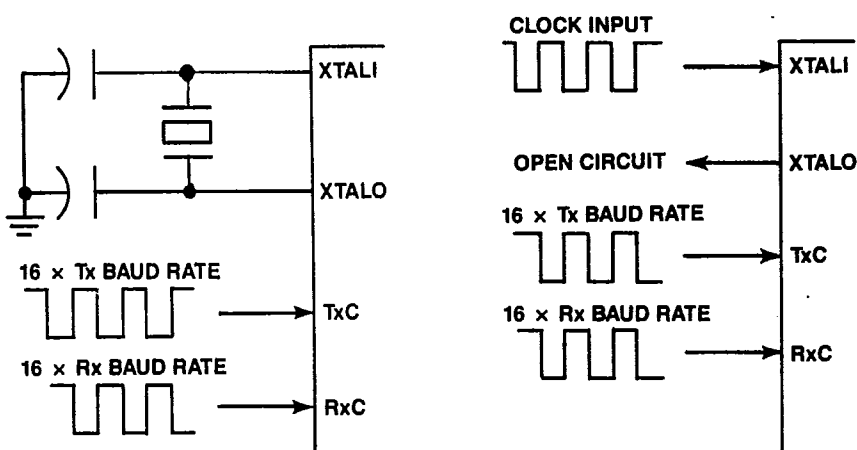 XTALI
XTALO
16 × Tx BAUD RATE
TxC
16 × Rx BAUD RATE
RxC
CLOCK INPUT
XTALI
OPEN CIRCUIT
XTALO
16 × Tx BAUD RATE
TxC
16 × Rx BAUD RATE
RxC